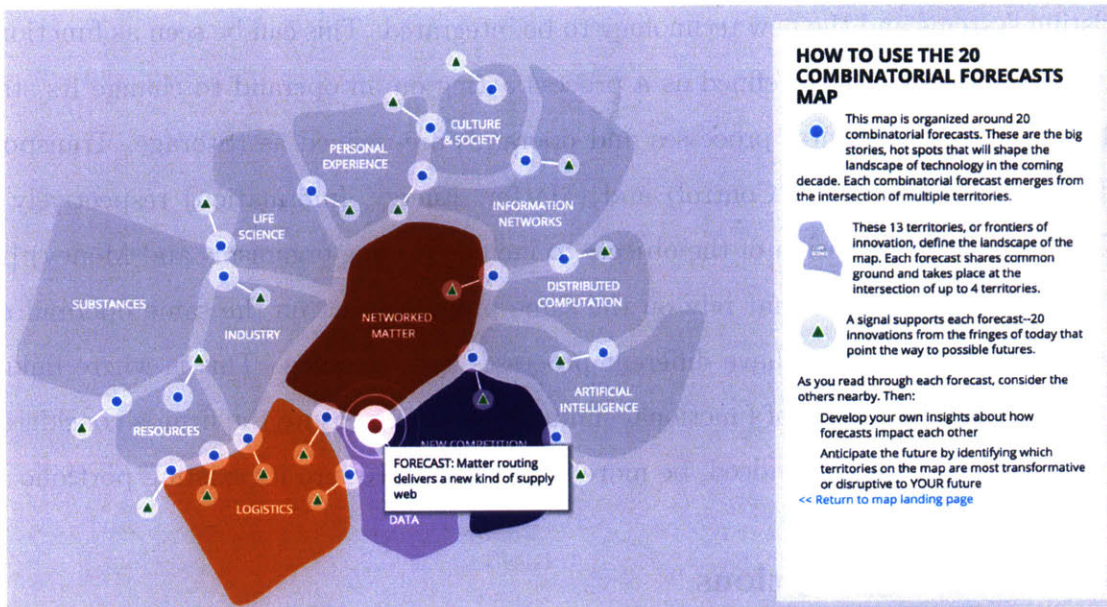 CULTURE
& SOCIETY
PERSONAL
EXPERIENCE
LIFE
SCIENCE
INFORMATION
NETWORKS
SUBSTANCES
INDUSTRY
NETWORKED
MATTER
DISTRIBUTED
COMPUTATION
ARTIFICIAL
INTELLIGENCE
RESOURCES
NEW COMPETITION
LOGISTICS
DATA
FORECAST: Matter routing
delivers a new kind of supply
web
HOW TO USE THE 20
COMBINATORIAL FORECASTS
MAP
This map is organized around 20
combinatorial forecasts. These are the big
stories, hot spots that will shape the
landscape of technology in the coming
decade. Each combinatorial forecast emerges from
the intersection of multiple territories.
These 13 territories, or frontiers of
innovation, define the landscape of the
map. Each forecast shares common
ground and takes place at the
intersection of up to 4 territories.
A signal supports each forecast--20
innovations from the fringes of today that
point the way to possible futures.
As you read through each forecast, consider the
others nearby. Then:
Develop your own insights about how
forecasts impact each other
Anticipate the future by identifying which
territories on the map are most transformative
or disruptive to YOUR future
<< Return to map landing page